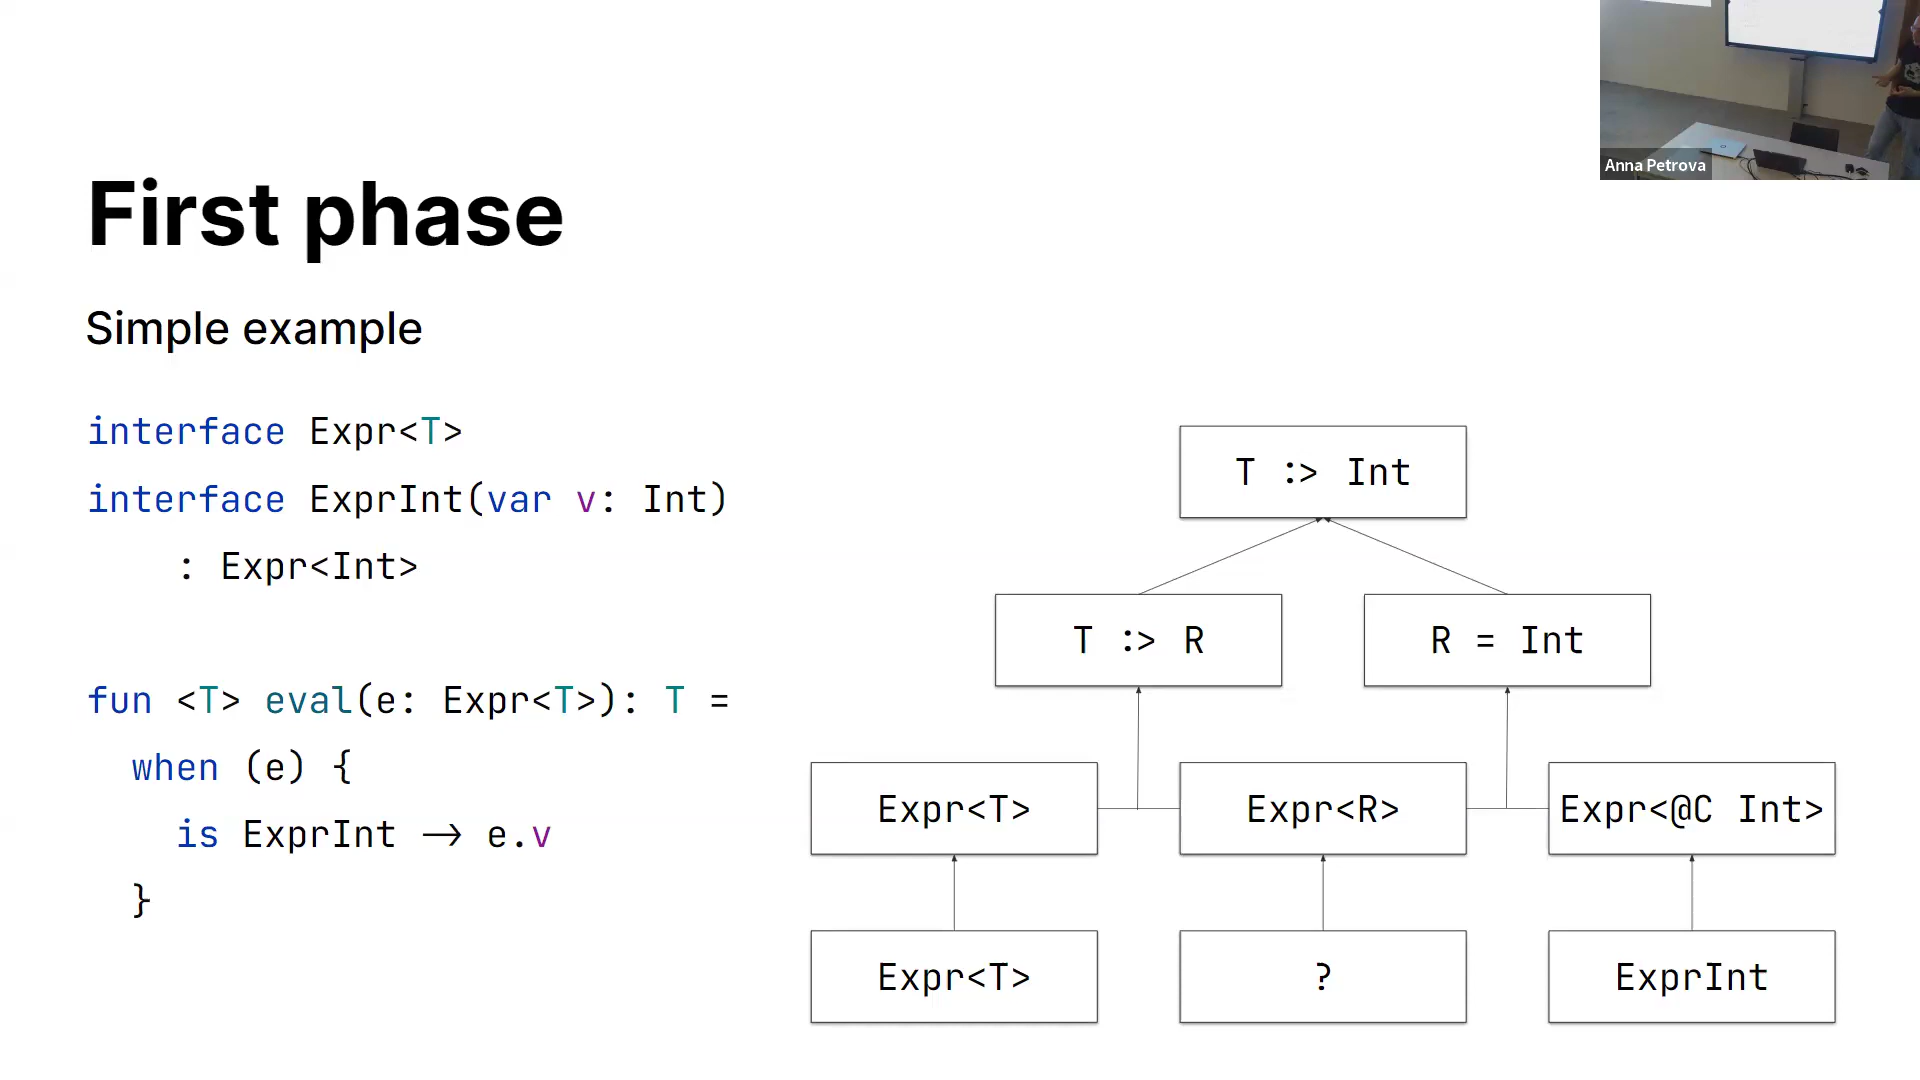 First phase
Simple example
interface Expr<T>
interface ExprInt(var v: Int)
: Expr<Int>
fun <T> eval(e: Expr<T>): T =
when (e) {
is ExprInt → e.v
}
T :> Int
T :> R
R = Int
Expr<T>
Expr<R>
Expr<@C Int>
Expr<T>
?
ExprInt
Anna Petrova